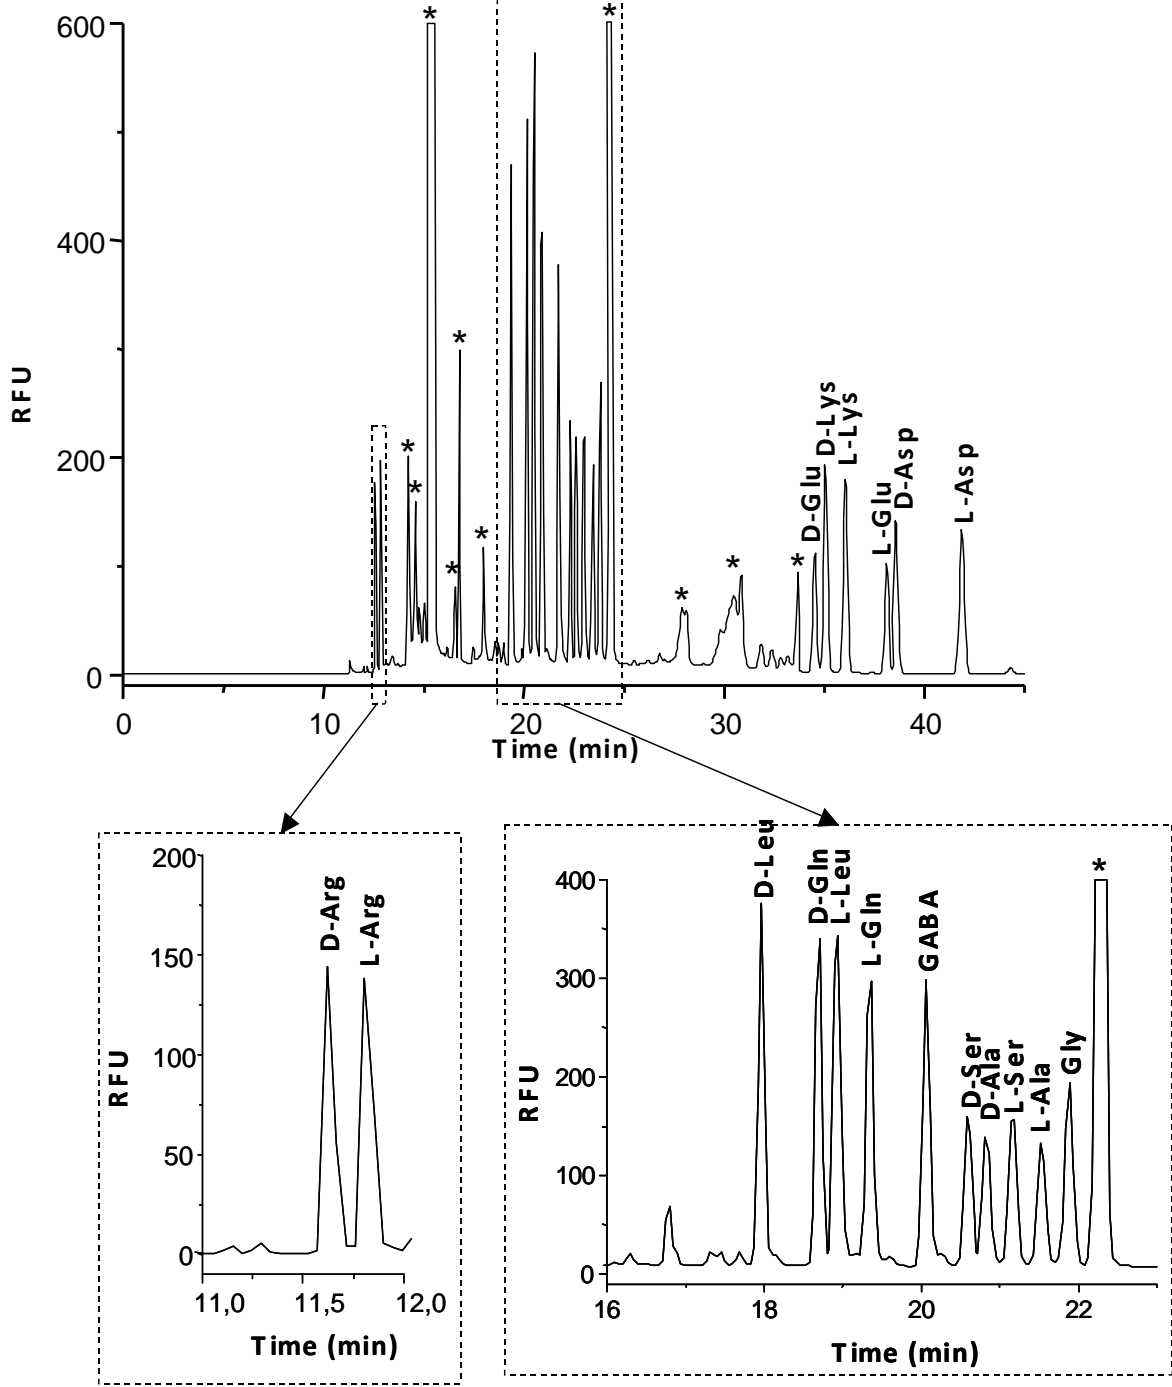 *
*
600
400
*
D-Lys
L-Lys
RFU
D-Asp
L-Asp
200
*
D-Glu
L-Glu
*
*
*
*
*
*
*
0
0
10
20
30
40
Time (min)
200
150
100
50
0
RFU
D-Arg
L-Arg
11,0
11,5
12,0
Time (min)
400
300
200
100
0
RFU
D-Leu
D-Gln
L-Leu
L-Gln
GABA
D-Ser
D-Ala
L-Ser
L-Ala
Gly
*
16
18
20
22
Time (min)